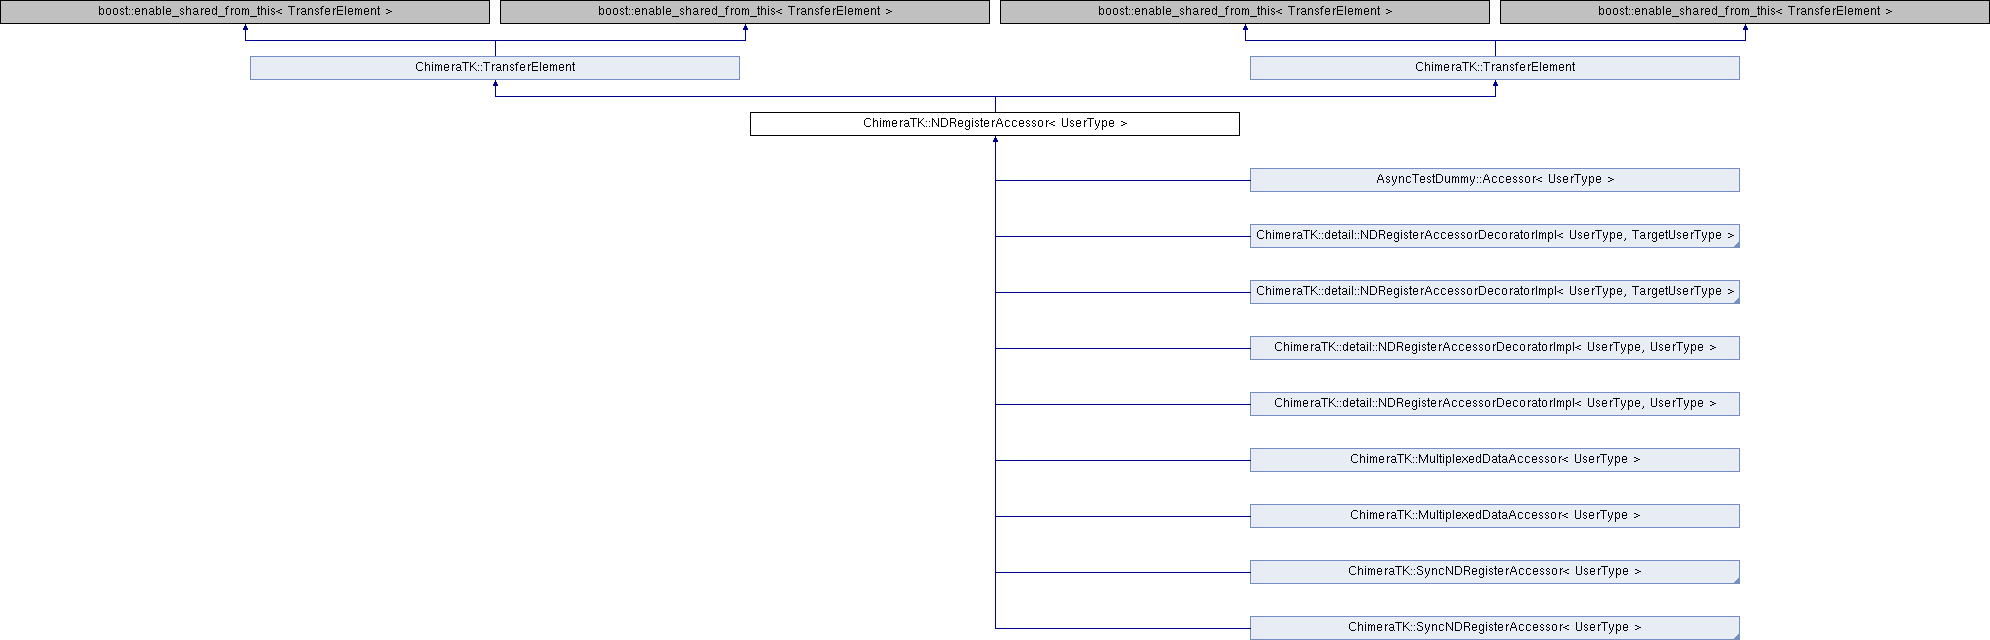 boost::enable_shared_from_this< TransferElement >
boost::enable_shared_from_this< TransferElement >
boost::enable_shared_from_this< TransferElement >
boost::enable_shared_from_this< TransferElement >
ChimeraTK::TransferElement
ChimeraTK::TransferElement
ChimeraTK::NDRegisterAccessor< UserType >
AsyncTestDummy::Accessor< UserType >
ChimeraTK::detail::NDRegisterAccessorDecoratorImpl< UserType, TargetUserType >
ChimeraTK::detail::NDRegisterAccessorDecoratorImpl< UserType, TargetUserType >
ChimeraTK::detail::NDRegisterAccessorDecoratorImpl< UserType, UserType >
ChimeraTK::detail::NDRegisterAccessorDecoratorImpl< UserType, UserType >
ChimeraTK::MultiplexedDataAccessor< UserType >
ChimeraTK::MultiplexedDataAccessor< UserType >
ChimeraTK::SyncNDRegisterAccessor< UserType >
ChimeraTK::SyncNDRegisterAccessor< UserType >